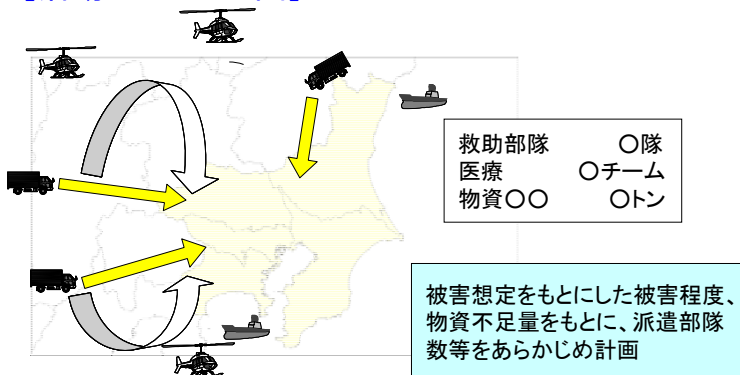 救助部隊　　〇隊
医療　　〇チーム
物資〇〇　　〇トン
被害想定をもとにした被害程度、
物資不足量をもとに、派遣部隊
数等をあらかじめ計画